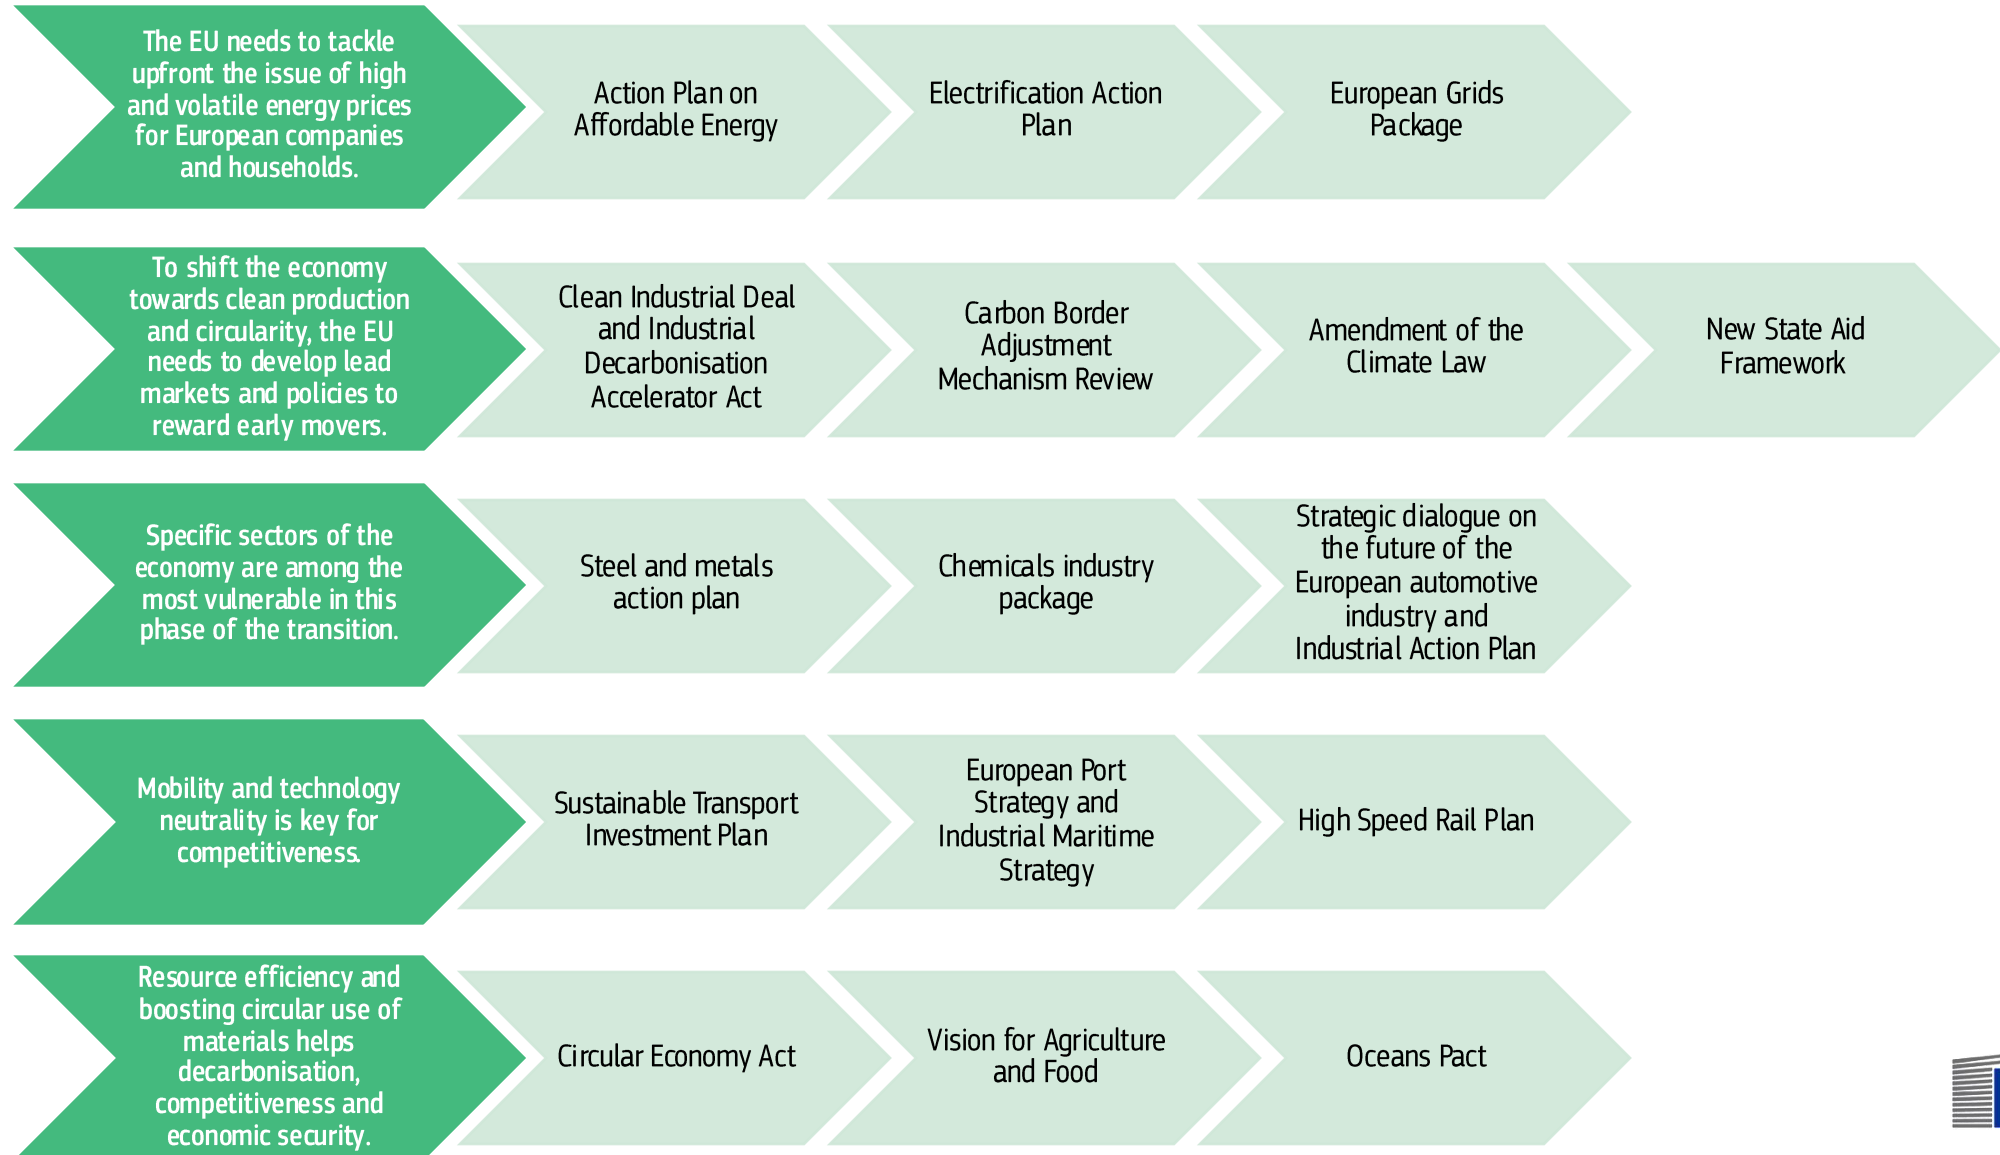 The EU needs to tackle
upfront the issue of high
and volatile energy prices
for European companies
and households.
Action Plan on
Affordable Energy
Electrification Action
Plan
European Grids
Package
To shift the economy
towards clean production
and circularity, the EU
needs to develop lead
markets and policies to
reward early movers.
Clean Industrial Deal
and Industrial
Decarbonisation
Accelerator Act
Carbon Border
Adjustment
Mechanism Review
Amendment of the
Climate Law
New State Aid
Framework
Specific sectors of the
economy are among the
most vulnerable in this
phase of the transition.
Steel and metals
action plan
Chemicals industry
package
Strategic dialogue on
the future of the
European automotive
industry and
Industrial Action Plan
Mobility and technology
neutrality is key for
competitiveness.
Sustainable Transport
Investment Plan
European Port
Strategy and
Industrial Maritime
Strategy
High Speed Rail Plan
Resource efficiency and
boosting circular use of
materials helps
decarbonisation,
competitiveness and
economic security.
Circular Economy Act
Vision for Agriculture
and Food
Oceans Pact